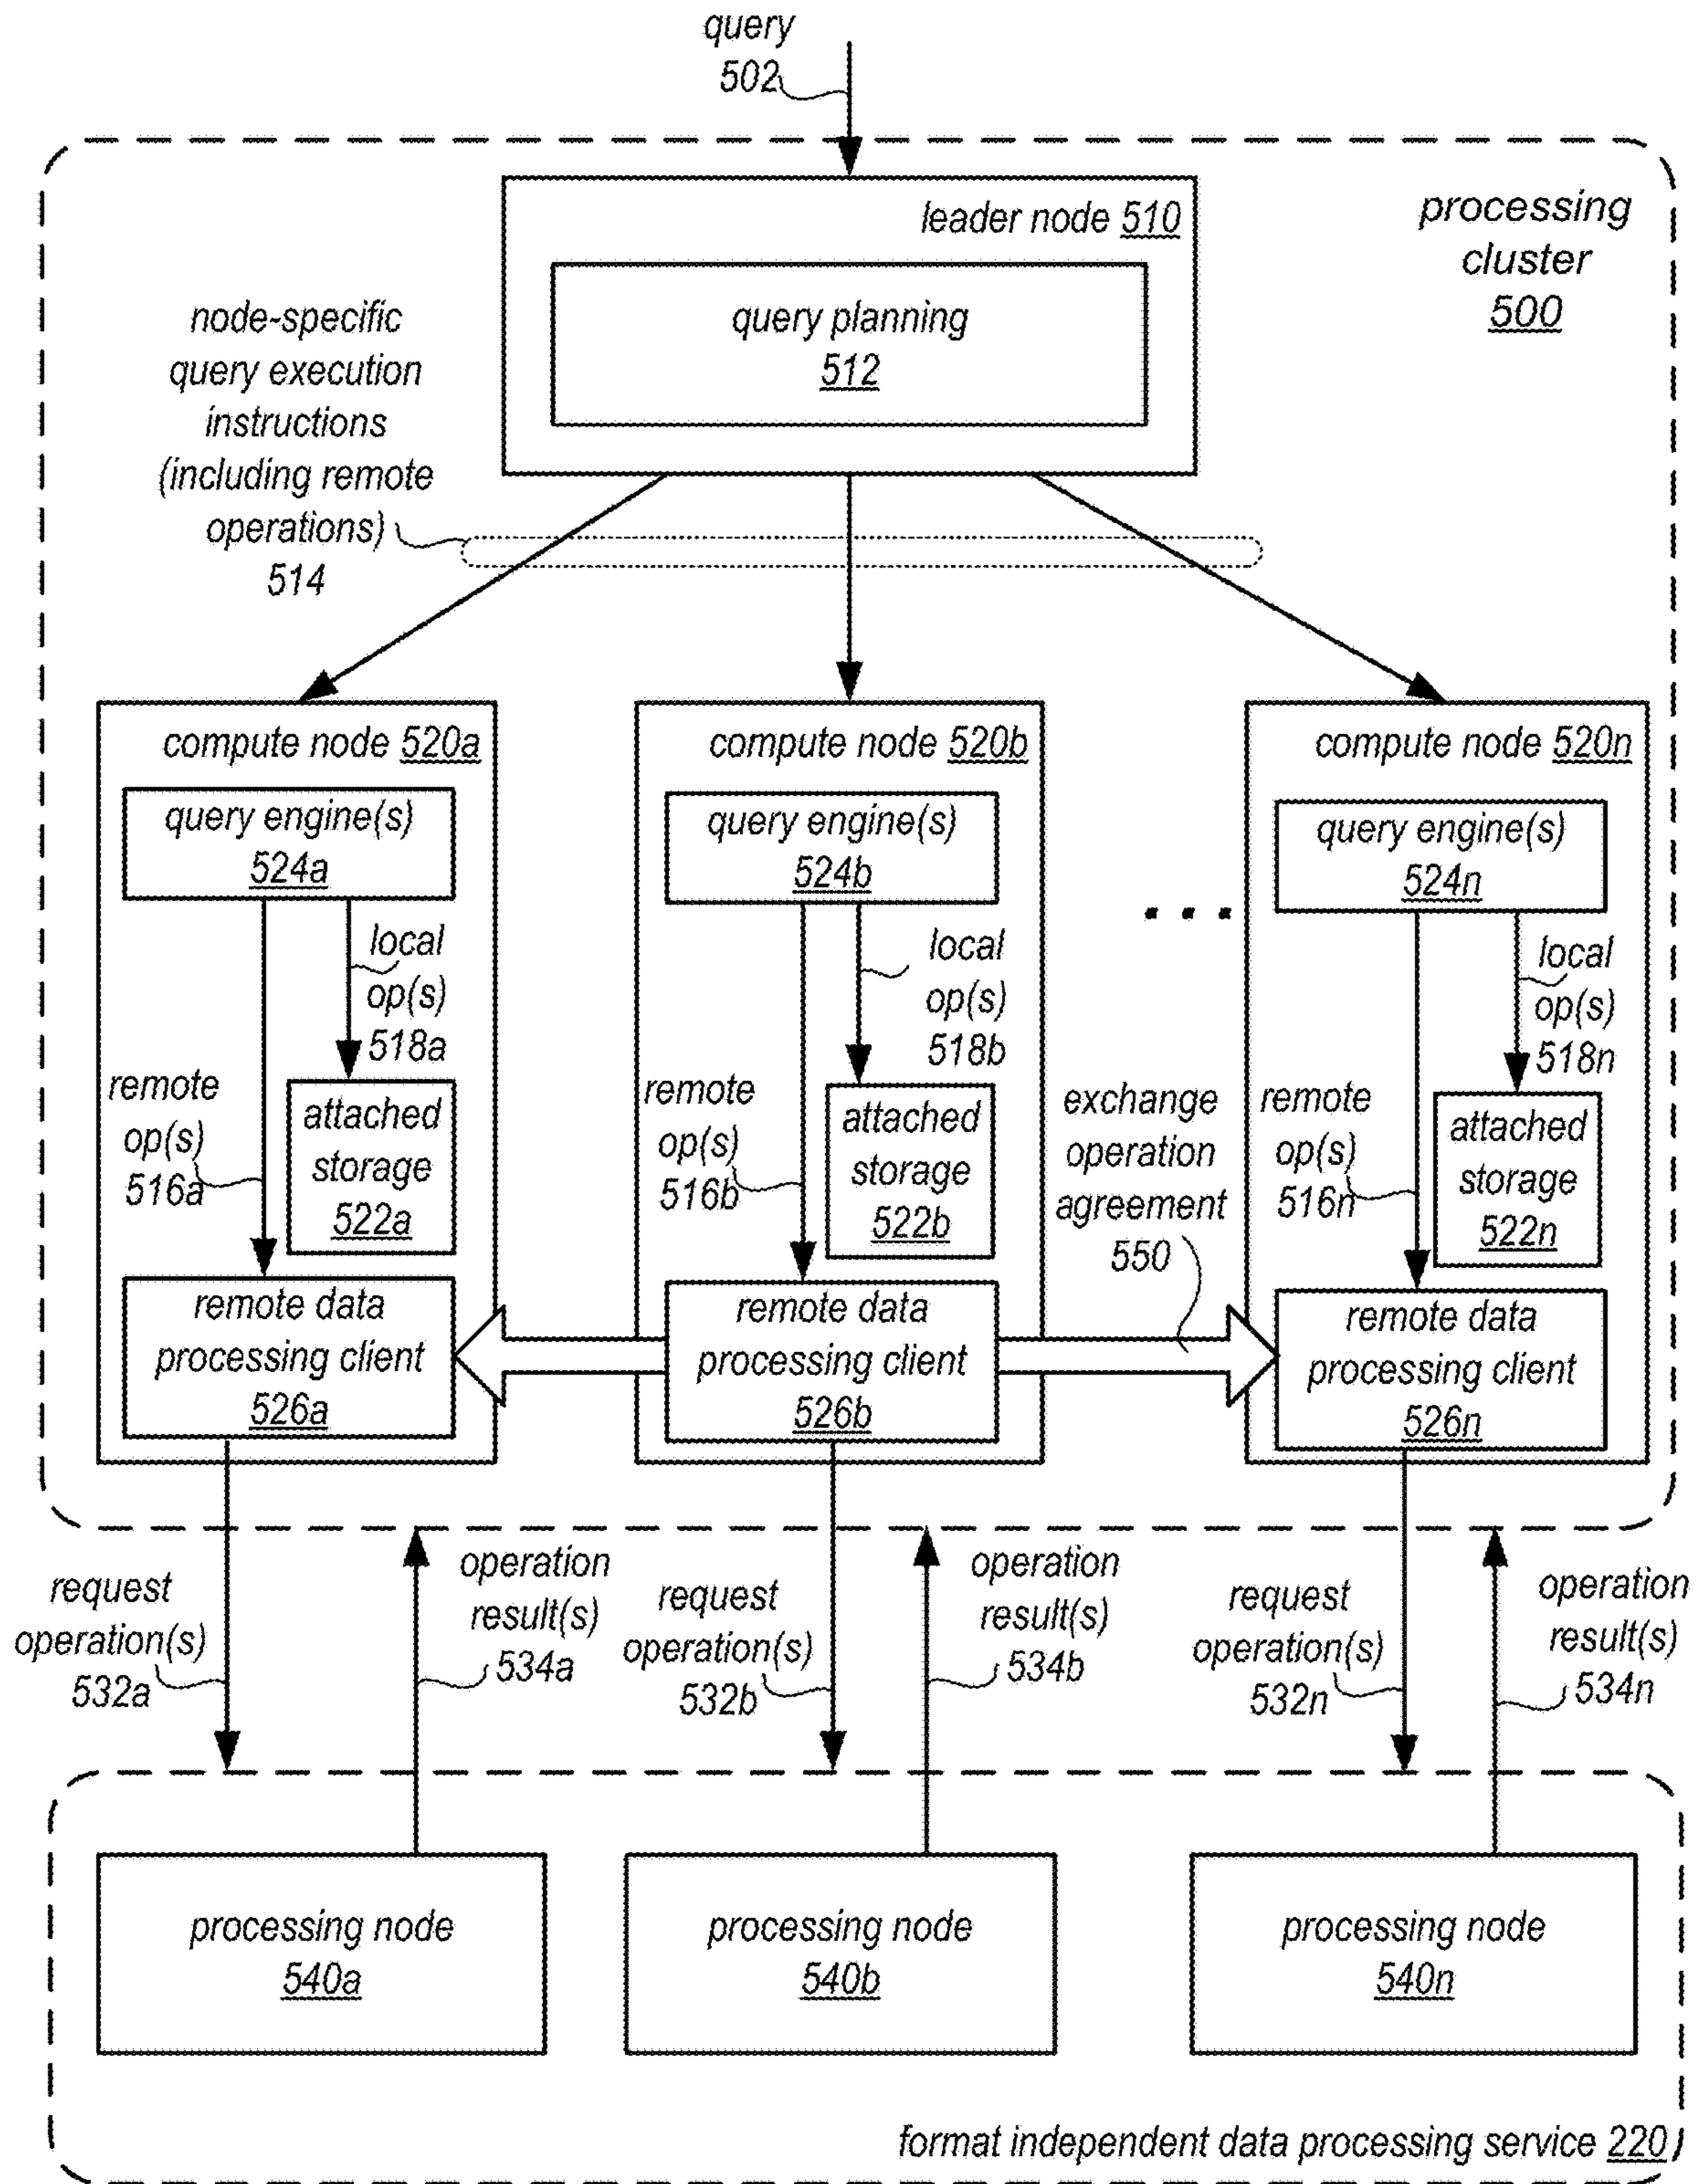 query
502
leader node 510
processing
cluster
500
query planning
512
node-specific
query execution
instructions
(including remote
operations)
514
compute node 520a
query engine(s)
524a
local
op(s)
518a
remote
op(s)
516a
attached
storage
522a
remote data
processing client
526a
compute node 520b
query engine(s)
524b
local
op(s)
518b
remote
op(s)
516b
attached
storage
522b
remote data
processing client
526b
exchange
operation
agreement
550
. . .
compute node 520n
query engine(s)
524n
local
op(s)
518n
remote
op(s)
516n
attached
storage
522n
remote data
processing client
526n
request
operation(s)
532a
operation
result(s)
534a
request
operation(s)
532b
operation
result(s)
534b
request
operation(s)
532n
operation
result(s)
534n
processing node
540a
processing node
540b
processing node
540n
format independent data processing service 220